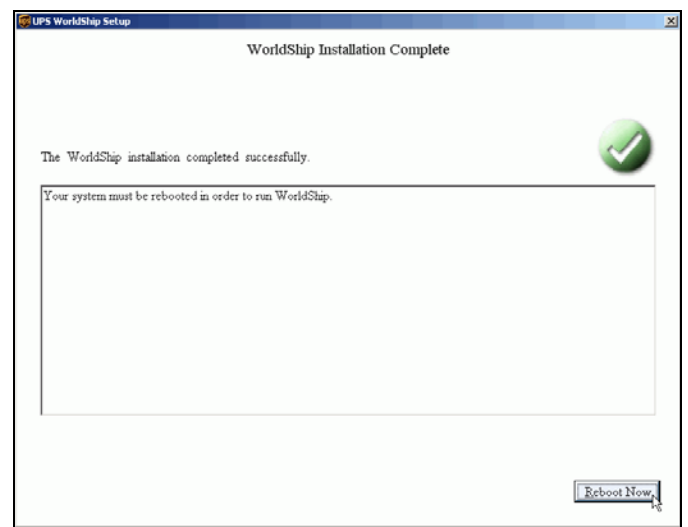 UPS WorldShip Setup
WorldShip Installation Complete
The WorldShip installation completed successfully.
Your system must be rebooted in order to run WorldShip.
Reboot Now